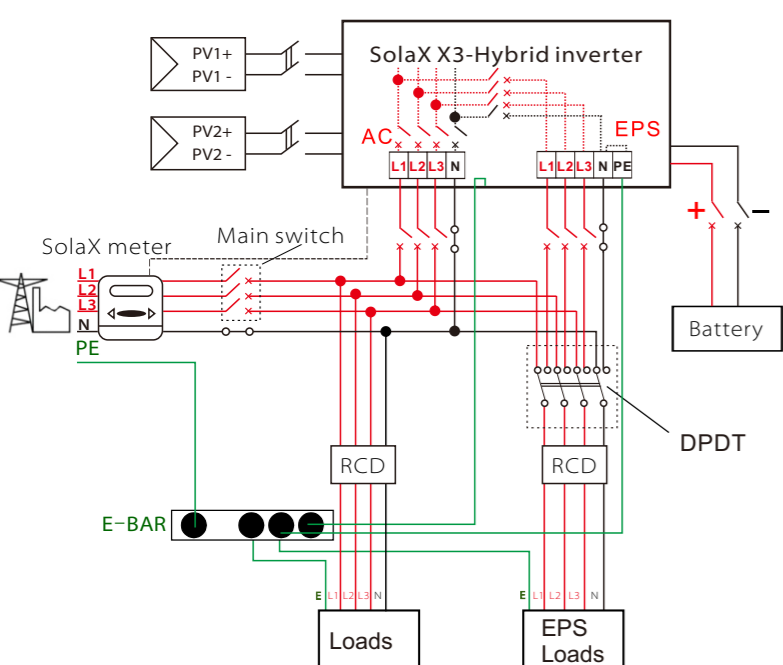 PV1+
PV1 -
PV2+
PV2 -
SolaX X3-Hybrid inverter
AC
EPS
L1 L2 L3 N
L1 L2 L3 N PE
+ −
SolaX meter
Main switch
L1
L2
L3
N
PE
Battery
DPDT
RCD
RCD
E-BAR
E L1 L2 L3 N
E L1 L2 L3 N
Loads
EPS
Loads